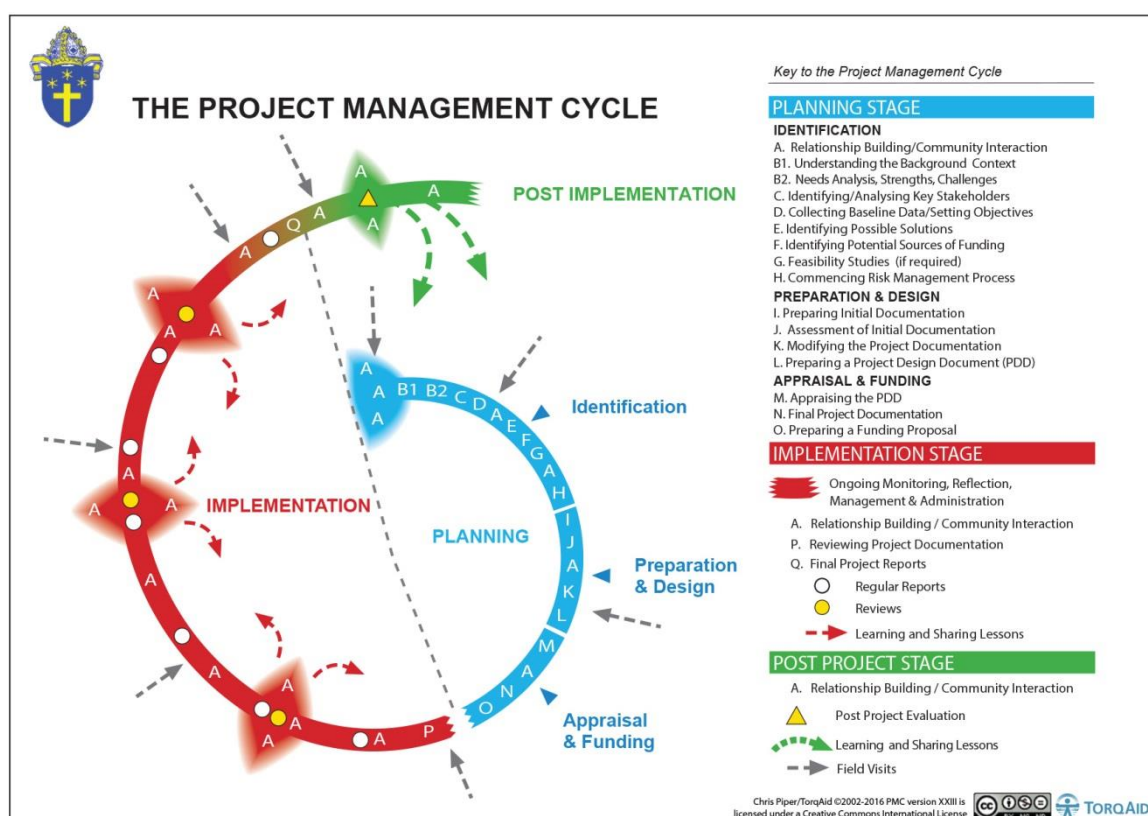 THE PROJECT MANAGEMENT CYCLE
POST IMPLEMENTATION
A
A
A
A
Q
A
A
A
A
A
A
A
A
IMPLEMENTATION
A
A
A
A
A
A
P
A
A
A
B1 B2 C D A E F G A H
I J A K L
M A N O
Identification
PLANNING
Preparation
& Design
Appraisal
& Funding
Key to the Project Management Cycle
PLANNING STAGE
IDENTIFICATION
A. Relationship Building/Community Interaction
B1. Understanding the Background Context
B2. Needs Analysis, Strengths, Challenges
C. Identifying/Analysing Key Stakeholders
D. Collecting Baseline Data/Setting Objectives
E. Identifying Possible Solutions
F. Identifying Potential Sources of Funding
G. Feasibility Studies (if required)
H. Commencing Risk Management Process
PREPARATION & DESIGN
I. Preparing Initial Documentation
J. Assessment of Initial Documentation
K. Modifying the Project Documentation
L. Preparing a Project Design Document (PDD)
APPRAISAL & FUNDING
M. Appraising the PDD
N. Final Project Documentation
O. Preparing a Funding Proposal
IMPLEMENTATION STAGE
Ongoing Monitoring, Reflection,
Management & Administration
A. Relationship Building / Community Interaction
P. Reviewing Project Documentation
Q. Final Project Reports
Regular Reports
Reviews
Learning and Sharing Lessons
POST PROJECT STAGE
A. Relationship Building / Community Interaction
Post Project Evaluation
Learning and Sharing Lessons
Field Visits
Chris Piper/TorqAid ©2002-2016 PMC version XXIII is
licensed under a Creative Commons International License
cc
TORQAID